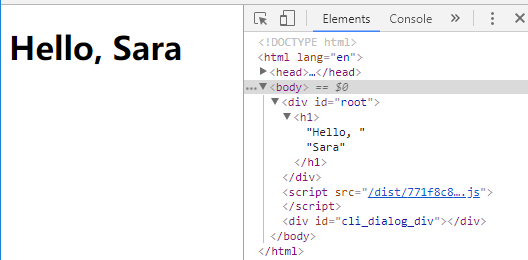 Hello, Sara
Elements Console »
<!DOCTYPE html>
<html lang="en">
<head>…</head>
<body> == $0
<div id="root">
<h1>
"Hello, "
"Sara"
</h1>
</div>
<script src="/dist/771f8c8….js">
</script>
<div id="cli_dialog_div"></div>
</body>
</html>